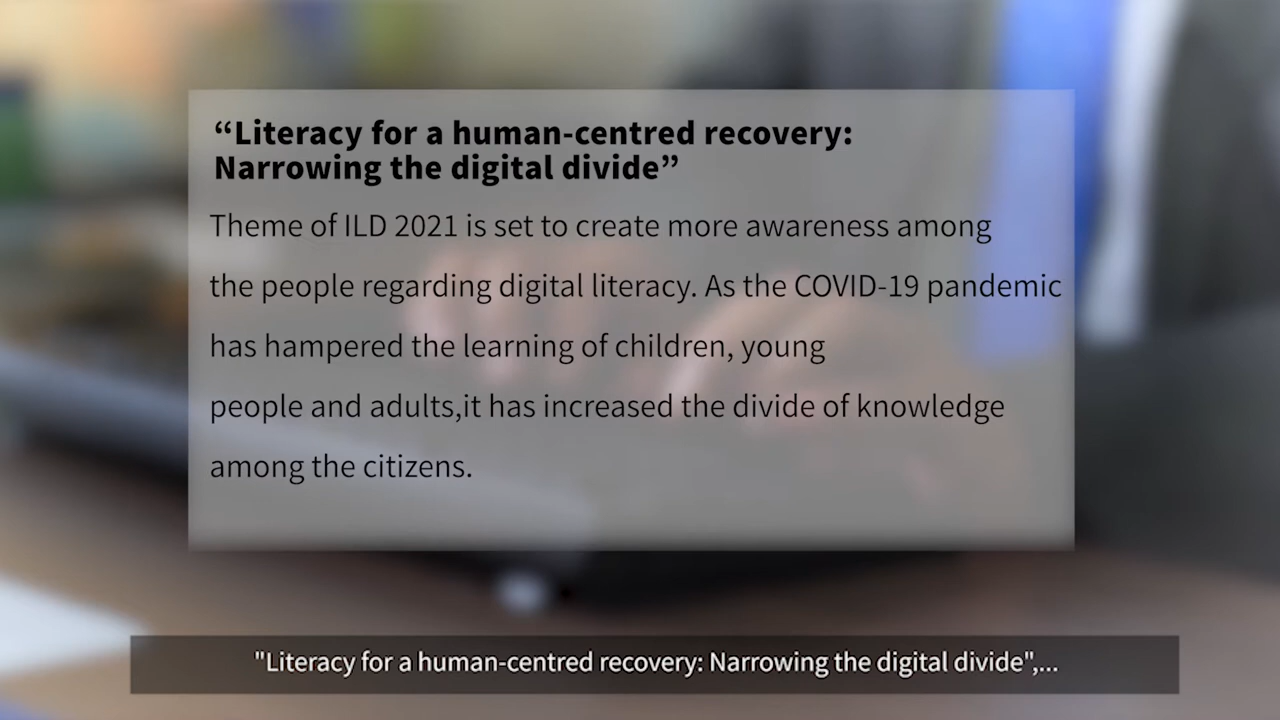 “Literacy for a human-centred recovery:
Narrowing the digital divide”
Theme of ILD 2021 is set to create more awareness among
the people regarding digital literacy. As the COVID-19 pandemic
has hampered the learning of children, young
people and adults,it has increased the divide of knowledge
among the citizens.
"Literacy for a human-centred recovery: Narrowing the digital divide",...